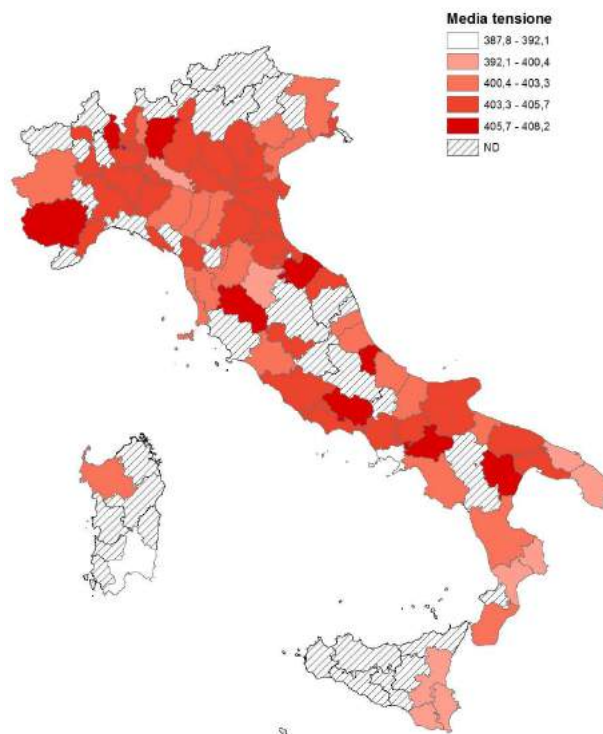 Media tensione
387,8 - 392,1
392,1 - 400,4
400,4 - 403,3
403,3 - 405,7
405,7 - 408,2
ND